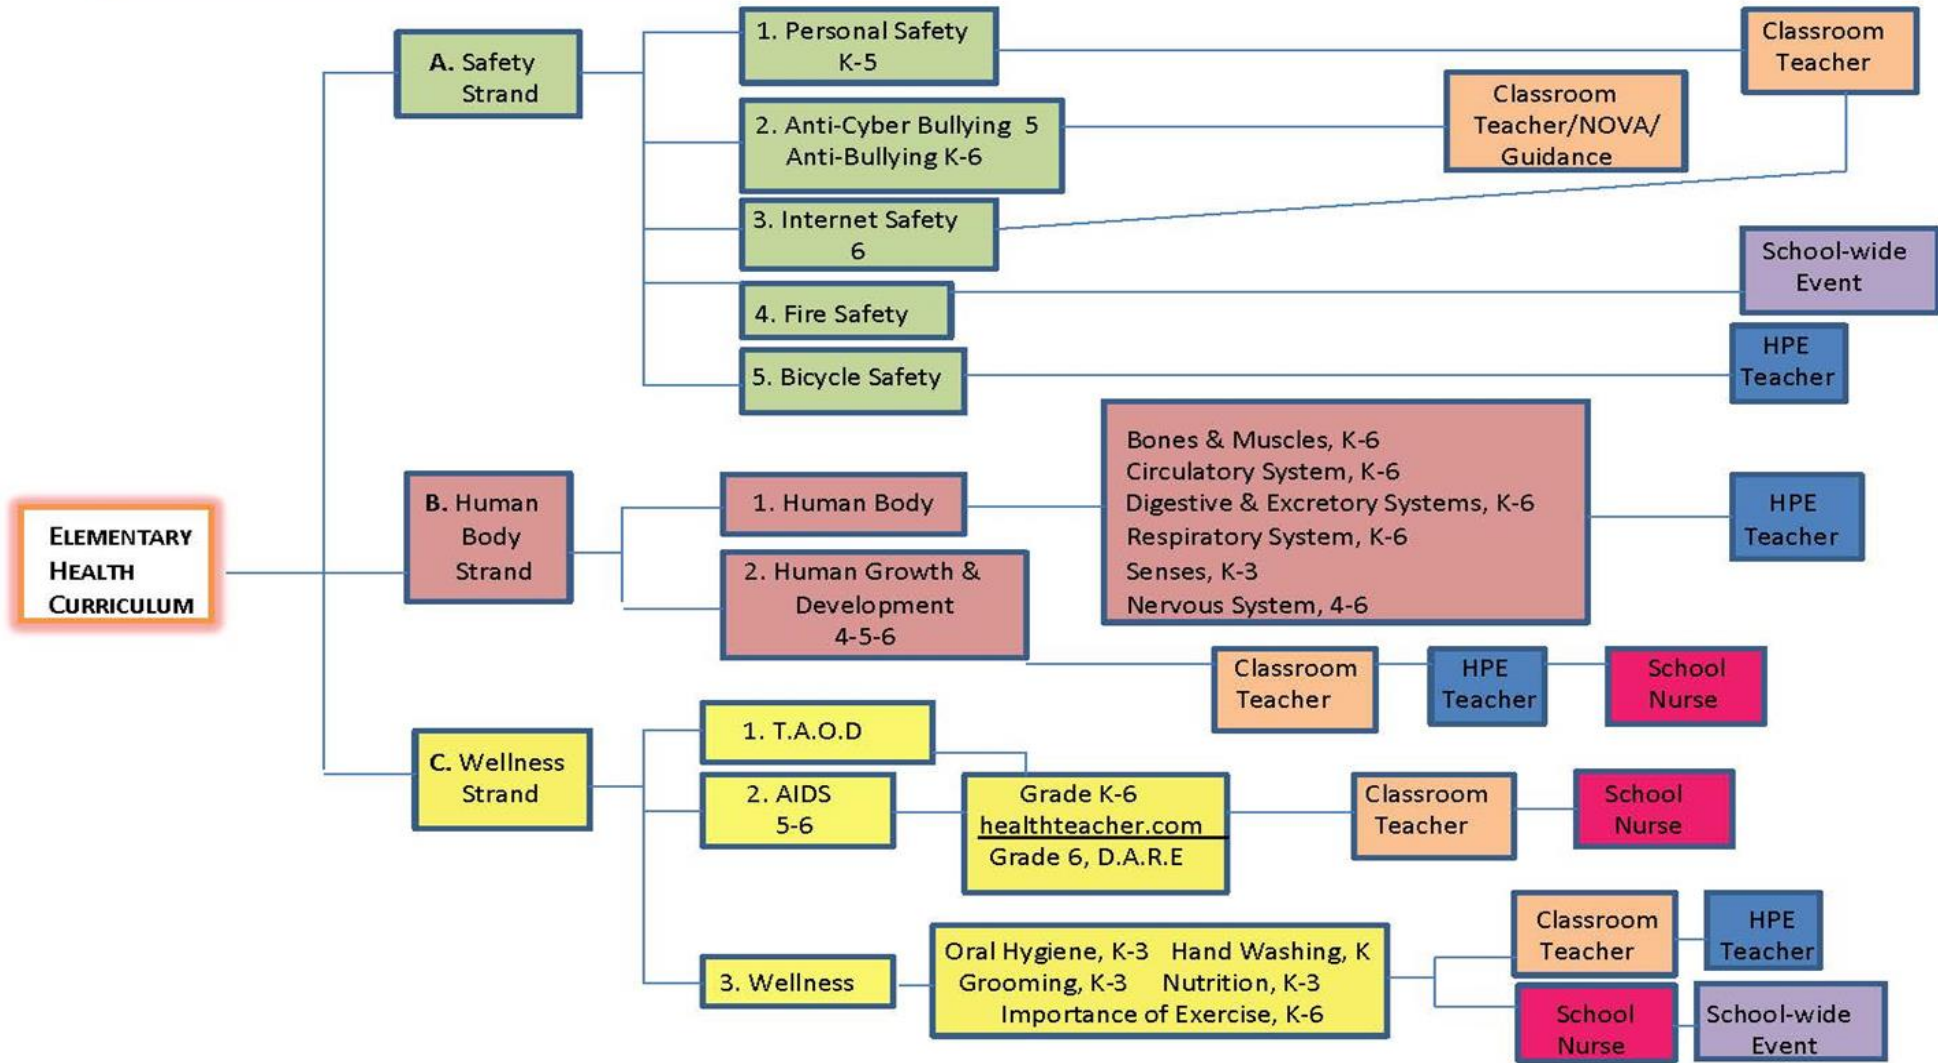 ELEMENTARY
HEALTH
CURRICULUM
A. Safety
Strand
1. Personal Safety
K-5
Classroom
Teacher
2. Anti-Cyber Bullying 5
Anti-Bullying K-6
Classroom
Teacher/NOVA/
Guidance
3. Internet Safety
6
4. Fire Safety
School-wide
Event
5. Bicycle Safety
HPE
Teacher
B. Human
Body
Strand
1. Human Body
Bones & Muscles, K-6
Circulatory System, K-6
Digestive & Excretory Systems, K-6
Respiratory System, K-6
Senses, K-3
Nervous System, 4-6
HPE
Teacher
2. Human Growth &
Development
4-5-6
Classroom
Teacher
HPE
Teacher
School
Nurse
C. Wellness
Strand
1. T.A.O.D
2. AIDS
5-6
Grade K-6
healthteacher.com
Grade 6, D.A.R.E
Classroom
Teacher
School
Nurse
3. Wellness
Oral Hygiene, K-3 Hand Washing, K
Grooming, K-3 Nutrition, K-3
Importance of Exercise, K-6
Classroom
Teacher
HPE
Teacher
School
Nurse
School-wide
Event